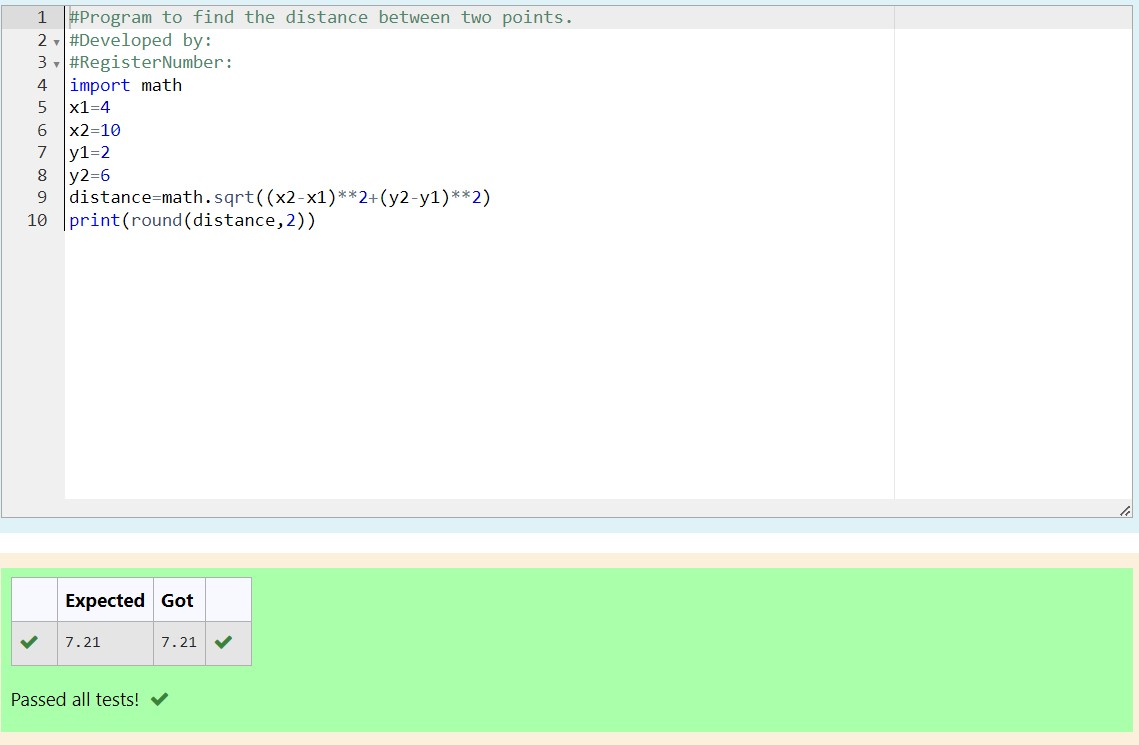 1 #Program to find the distance between two points.
2 #Developed by:
3 #RegisterNumber:
4 import math
5 x1=4
6 x2=10
7 y1=2
8 y2=6
9 distance=math.sqrt((x2-x1)**2+(y2-y1)**2)
10 print(round(distance,2))
Expected Got
7.21 7.21
Passed all tests!